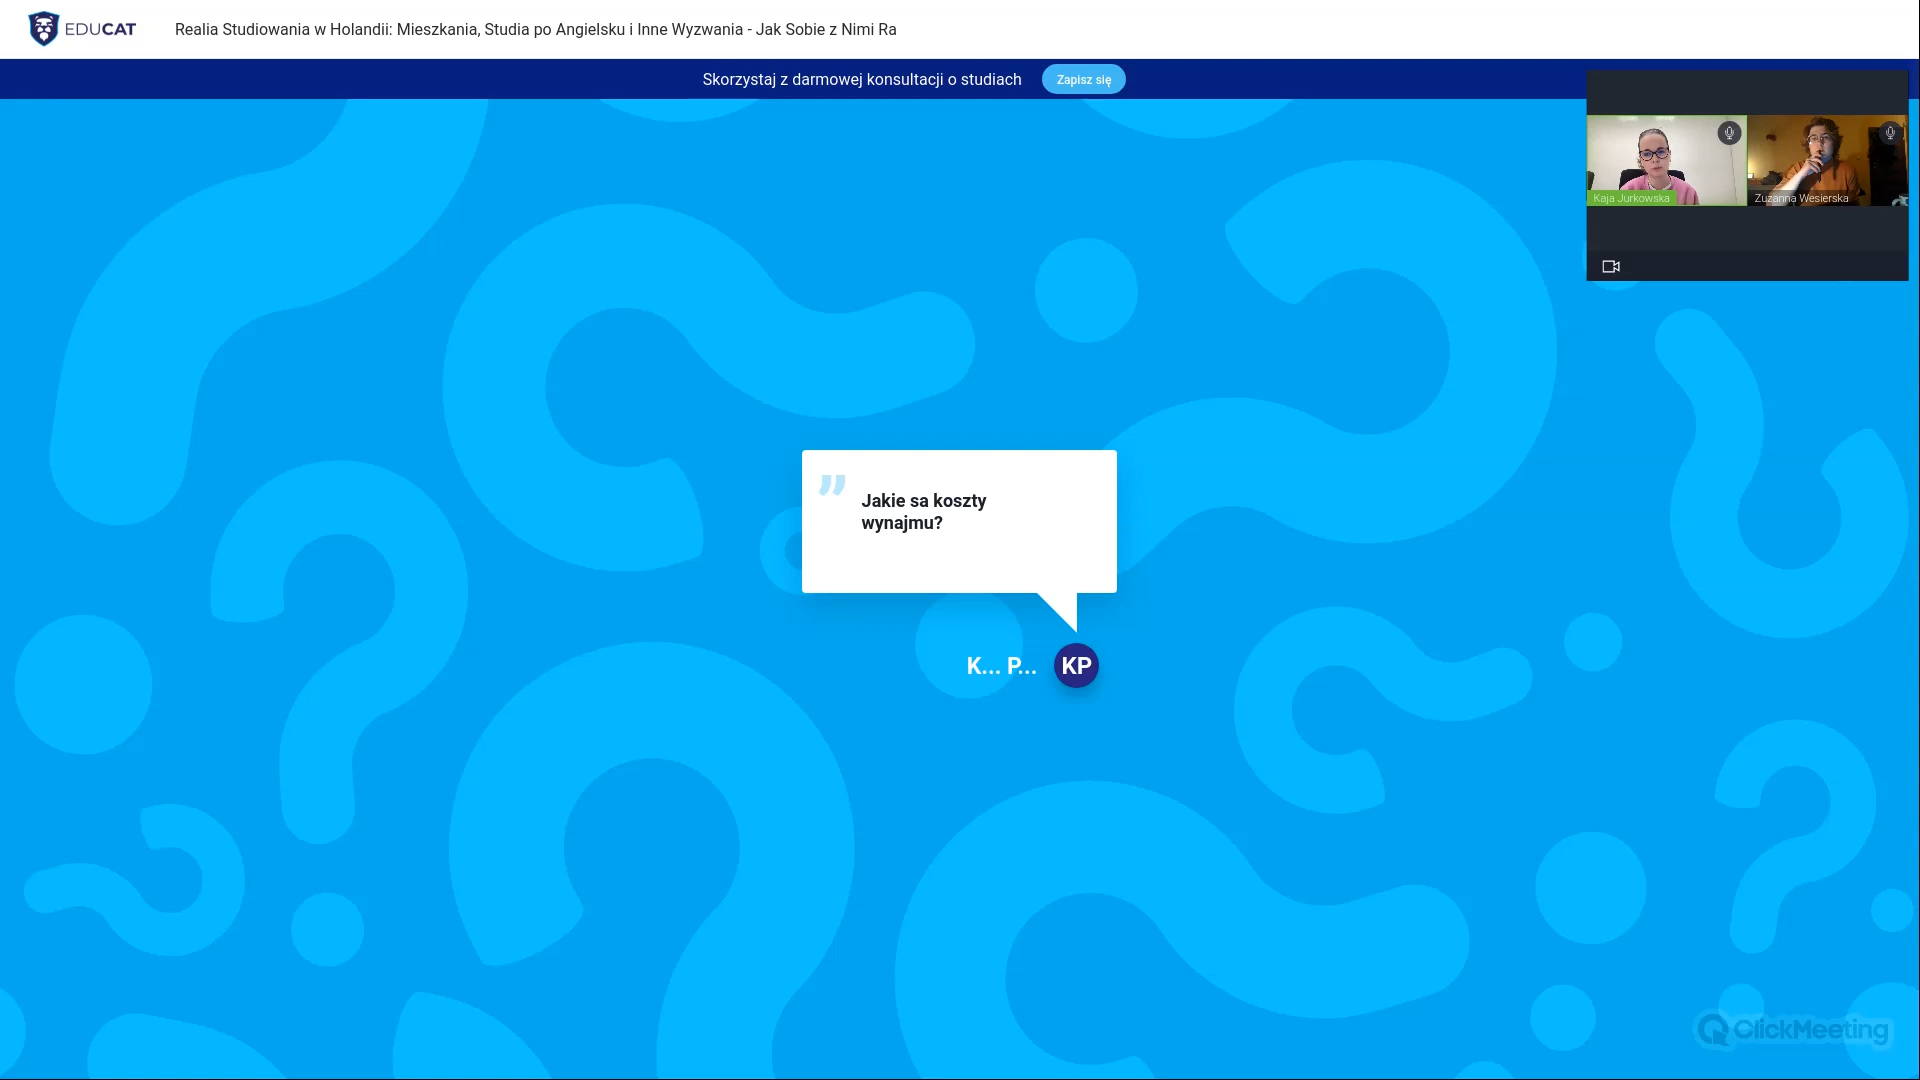 EDUCAT
Realia Studiowania w Holandii: Mieszkania, Studia po Angielsku i Inne Wyzwania - Jak Sobie z Nimi Ra
Skorzystaj z darmowej konsultacji o studiach
Zapisz się
Kaja Jurkowska
Zuzanna Wesierska
Jakie sa koszty
wynajmu?
K... P...
KP
ClickMeeting